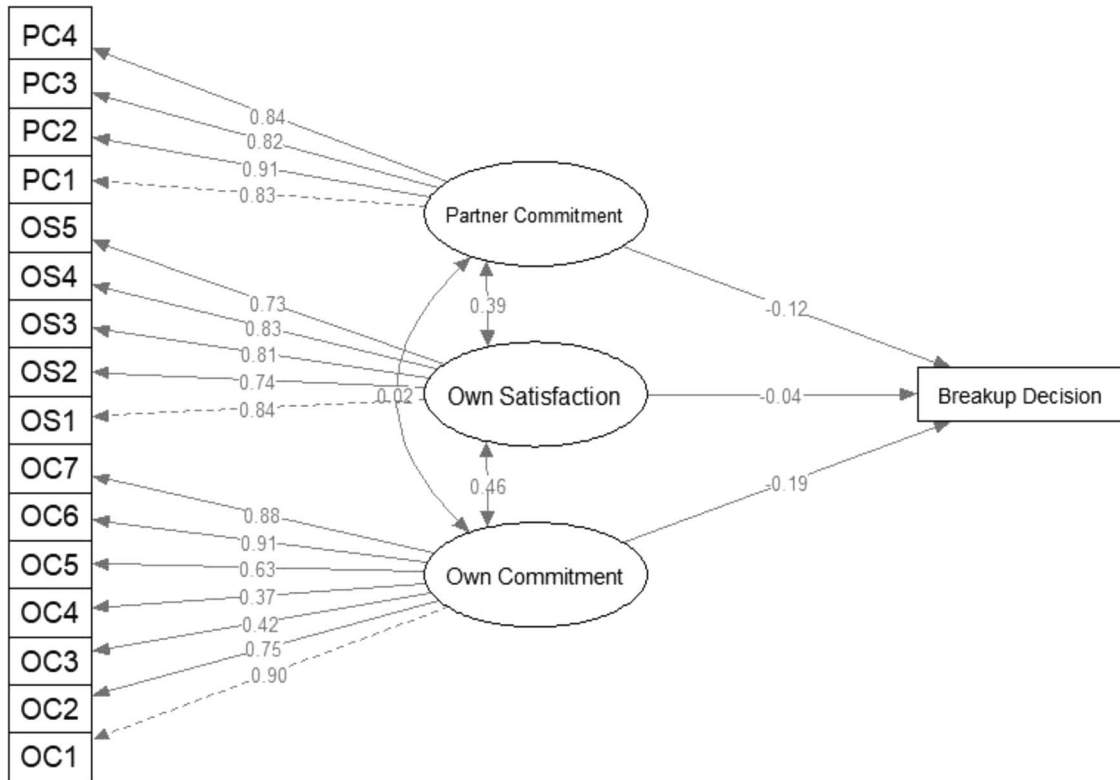 PC4
PC3
PC2
PC1
OS5
OS4
OS3
OS2
OS1
OC7
OC6
OC5
OC4
OC3
OC2
OC1
0.84
0.82
0.91
0.83
0.73
0.83
0.81
0.74
0.84
0.88
0.91
0.63
0.37
0.42
0.75
0.90
Partner Commitment
0.39
0.02
Own Satisfaction
0.46
Own Commitment
-0.12
-0.04
-0.19
Breakup Decision